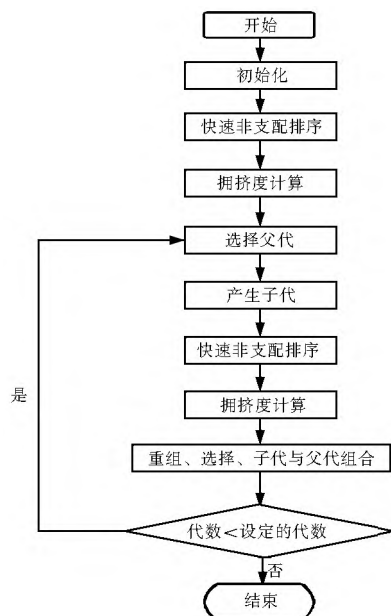 开始
初始化
快速非支配排序
拥挤度计算
选择父代
产生子代
快速非支配排序
拥挤度计算
重组、选择、子代与父代组合
代数<设定的代数
是
否
结束